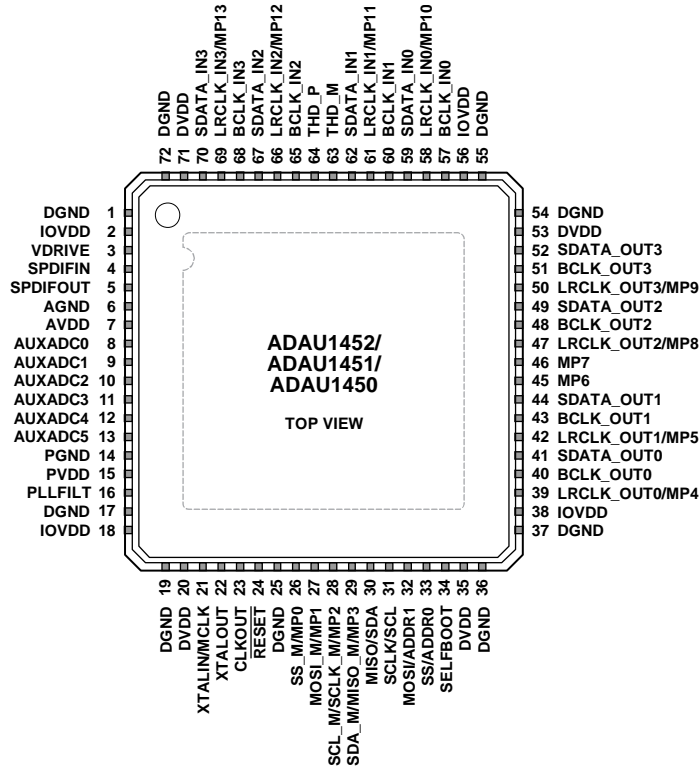 72 DGND
71 DVDD
70 SDATA_IN3
69 LRCLK_IN3/MP13
68 BCLK_IN3
67 SDATA_IN2
66 LRCLK_IN2/MP12
65 BCLK_IN2
64 THD_P
63 THD_M
62 SDATA_IN1
61 LRCLK_IN1/MP11
60 BCLK_IN1
59 SDATA_IN0
58 LRCLK_IN0/MP10
57 BCLK_IN0
56 IOVDD
55 DGND
DGND 1
IOVDD 2
VDRIVE 3
SPDIFIN 4
SPDIFOUT 5
AGND 6
AVDD 7
AUXADC0 8
AUXADC1 9
AUXADC2 10
AUXADC3 11
AUXADC4 12
AUXADC5 13
PGND 14
PVDD 15
PLLFILT 16
DGND 17
IOVDD 18
ADAU1452/
ADAU1451/
ADAU1450
TOP VIEW
54 DGND
53 DVDD
52 SDATA_OUT3
51 BCLK_OUT3
50 LRCLK_OUT3/MP9
49 SDATA_OUT2
48 BCLK_OUT2
47 LRCLK_OUT2/MP8
46 MP7
45 MP6
44 SDATA_OUT1
43 BCLK_OUT1
42 LRCLK_OUT1/MP5
41 SDATA_OUT0
40 BCLK_OUT0
39 LRCLK_OUT0/MP4
38 IOVDD
37 DGND
DGND 19
DVDD 20
XTALIN/MCLK 21
XTALOUT 22
CLKOUT 23
RESET 24
DGND 25
SS_M/MP0 26
MOSI_M/MP1 27
SCL_M/SCLK_M/MP2 28
SDA_M/MISO_M/MP3 29
MISO/SDA 30
SCLK/SCL 31
MOSI/ADDR1 32
SS/ADDR0 33
SELFBOOT 34
DVDD 35
DGND 36